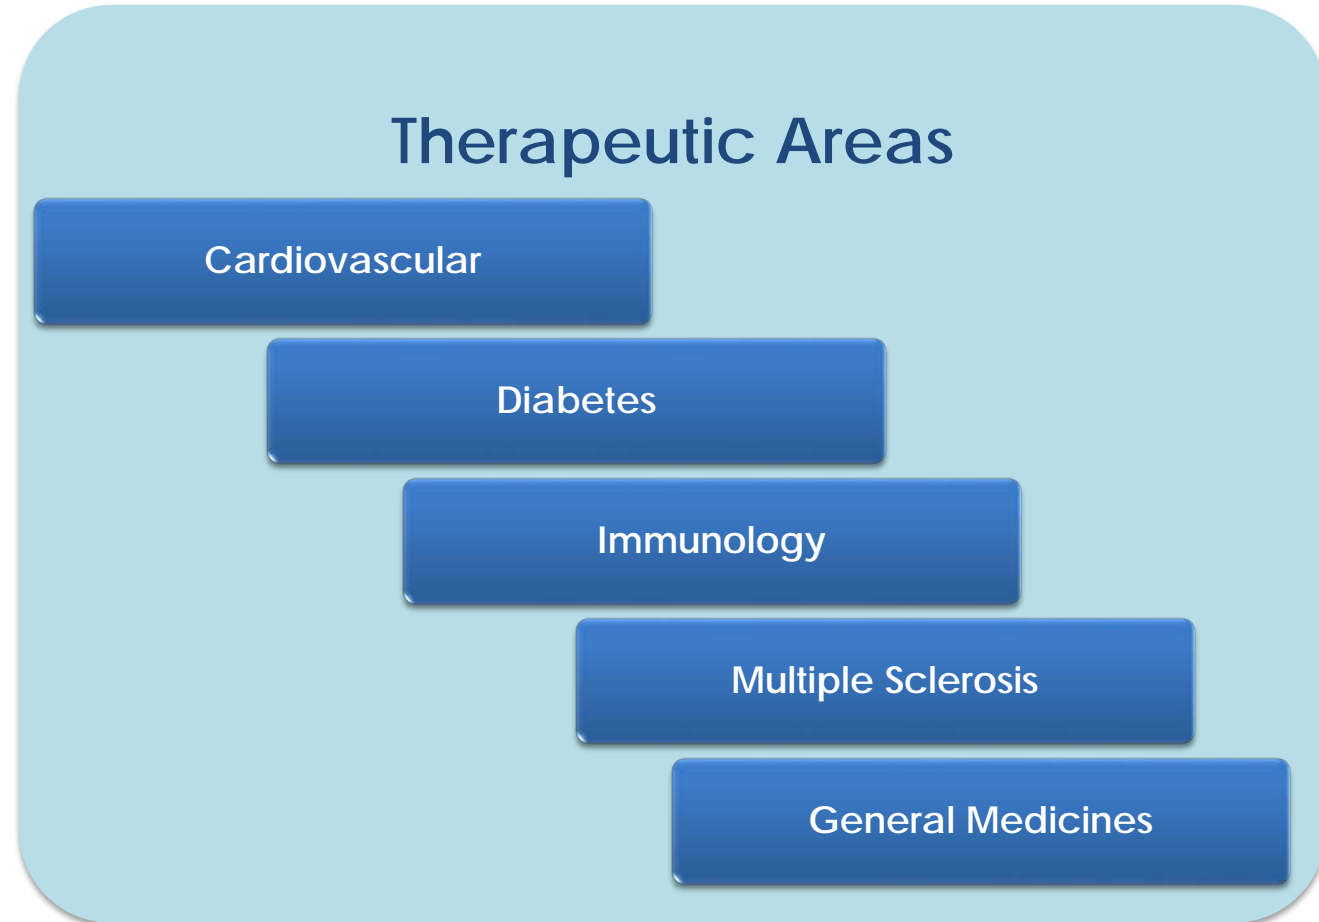 Therapeutic Areas
Cardiovascular
Diabetes
Immunology
Multiple Sclerosis
General Medicines